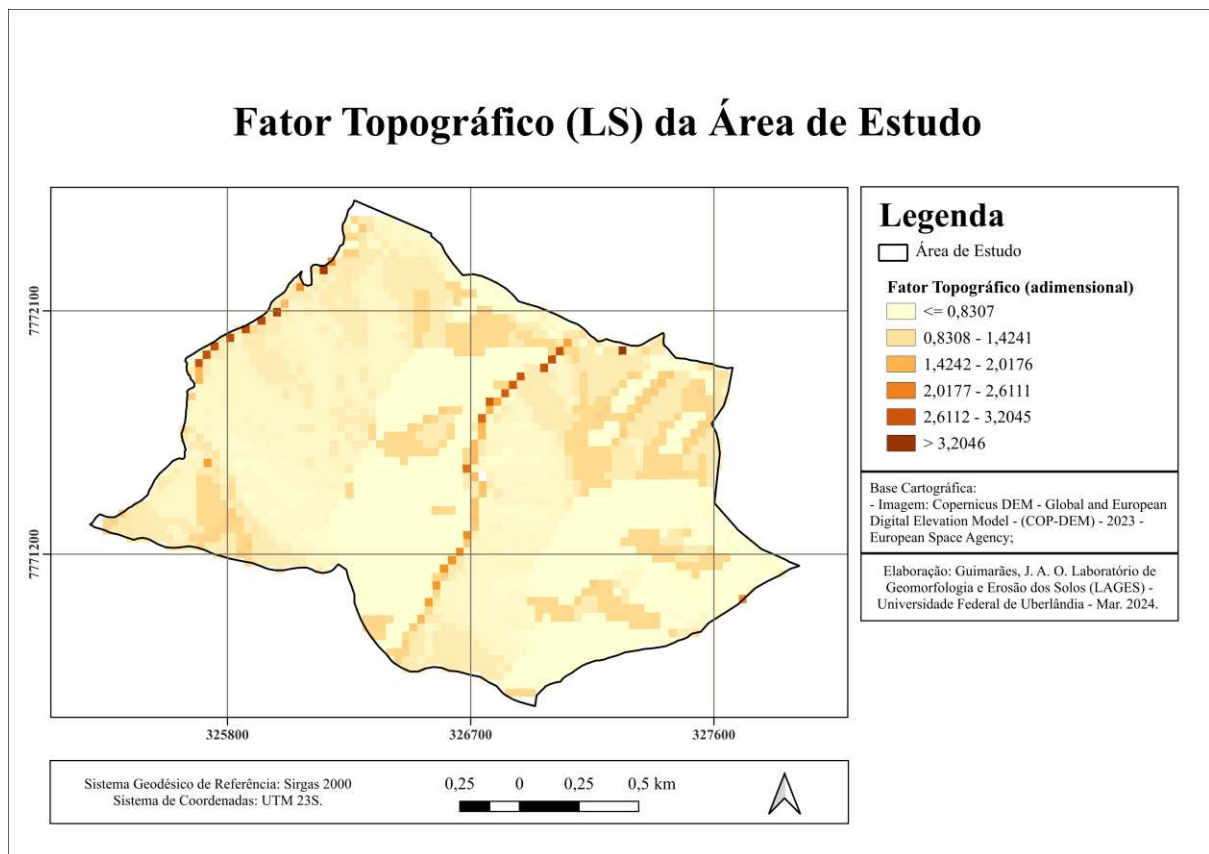 Fator Topográfico (LS) da Área de Estudo
7772100
7771200
325800
326700
327600
Legenda
Área de Estudo
Fator Topográfico (adimensional)
<= 0,8307
0,8308 - 1,4241
1,4242 - 2,0176
2,0177 - 2,6111
2,6112 - 3,2045
> 3,2046
Base Cartográfica:
- Imagem: Copernicus DEM - Global and European
Digital Elevation Model - (COP-DEM) - 2023 -
European Space Agency;
Elaboração: Guimarães, J. A. O. Laboratório de
Geomorfologia e Erosão dos Solos (LAGES) -
Universidade Federal de Uberlândia - Mar. 2024.
Sistema Geodésico de Referência: Sirgas 2000
Sistema de Coordenadas: UTM 23S.
0,25 0 0,25 0,5 km